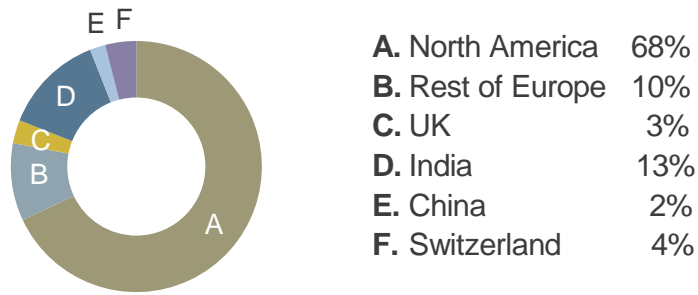 E F
D
C
B
A
A. North America 68%
B. Rest of Europe 10%
C. UK 3%
D. India 13%
E. China 2%
F. Switzerland 4%